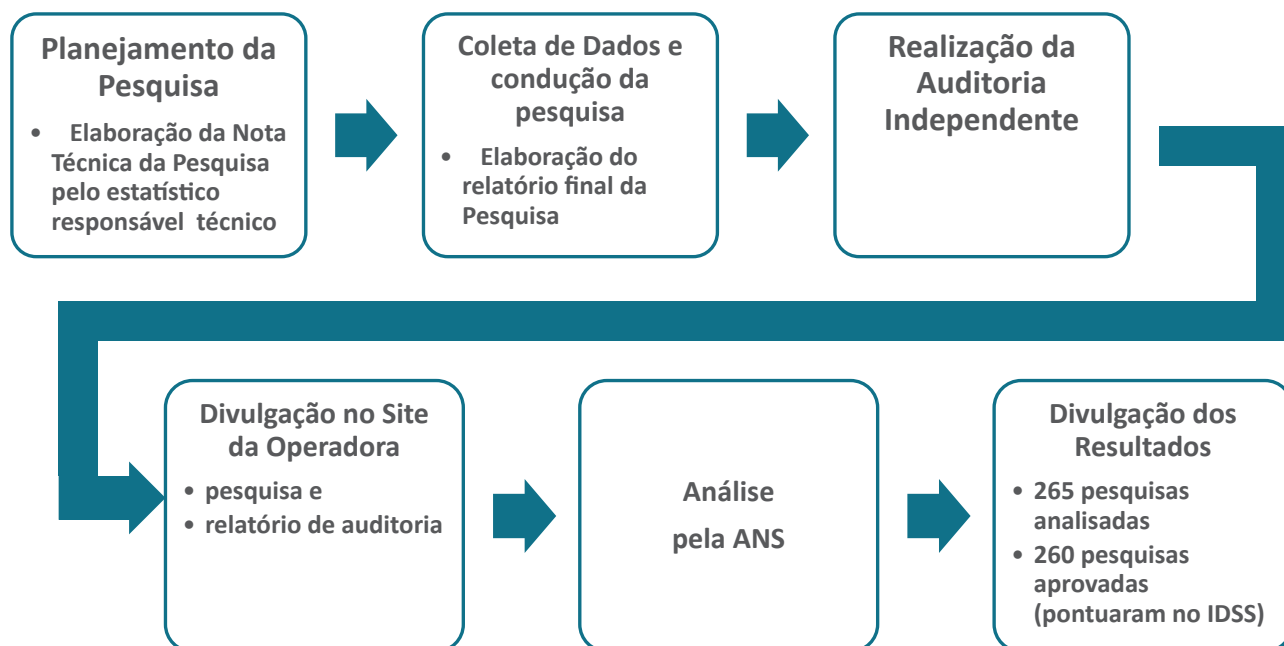 Planejamento da
Pesquisa
• Elaboração da Nota
Técnica da Pesquisa
pelo estatístico
responsável técnico
Coleta de Dados e
condução da
pesquisa
• Elaboração do
relatório final da
Pesquisa
Realização da
Auditoria
Independente
Divulgação no Site
da Operadora
• pesquisa e
• relatório de auditoria
Análise
pela ANS
Divulgação dos
Resultados
• 265 pesquisas
analisadas
• 260 pesquisas
aprovadas
(pontuaram no IDSS)